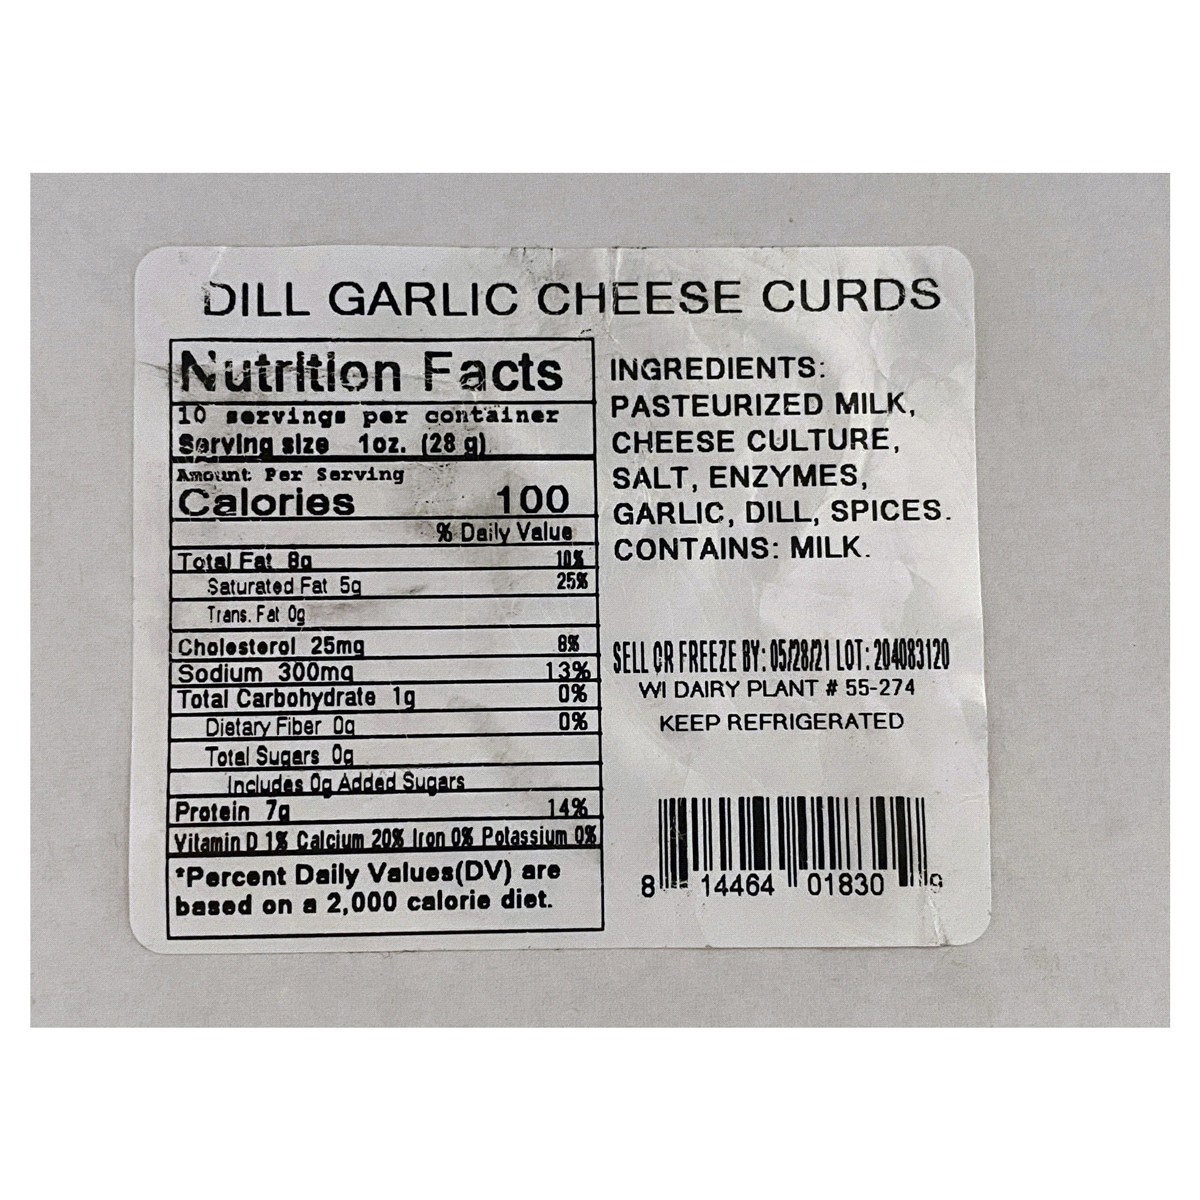 DILL GARLIC CHEESE CURDS
Nutrition Facts
10 servings per container
Serving size 1oz. (28 g)
Amount Per Serving
Calories 100
% Daily Value
Total Fat 8g 10%
Saturated Fat 5g 25%
Trans. Fat 0g
Cholesterol 25mg 8%
Sodium 300mg 13%
Total Carbohydrate 1g 0%
Dietary Fiber 0g 0%
Total Sugars 0g
Includes 0g Added Sugars
Protein 7g 14%
Vitamin D 1% Calcium 20% Iron 0% Potassium 0%
*Percent Daily Values(DV) are
based on a 2,000 calorie diet.
INGREDIENTS:
PASTEURIZED MILK,
CHEESE CULTURE,
SALT, ENZYMES,
GARLIC, DILL, SPICES.
CONTAINS: MILK.
SELL OR FREEZE BY: 05/28/21 LOT: 204083120
WI DAIRY PLANT # 55-274
KEEP REFRIGERATED
8 14464 01830 9